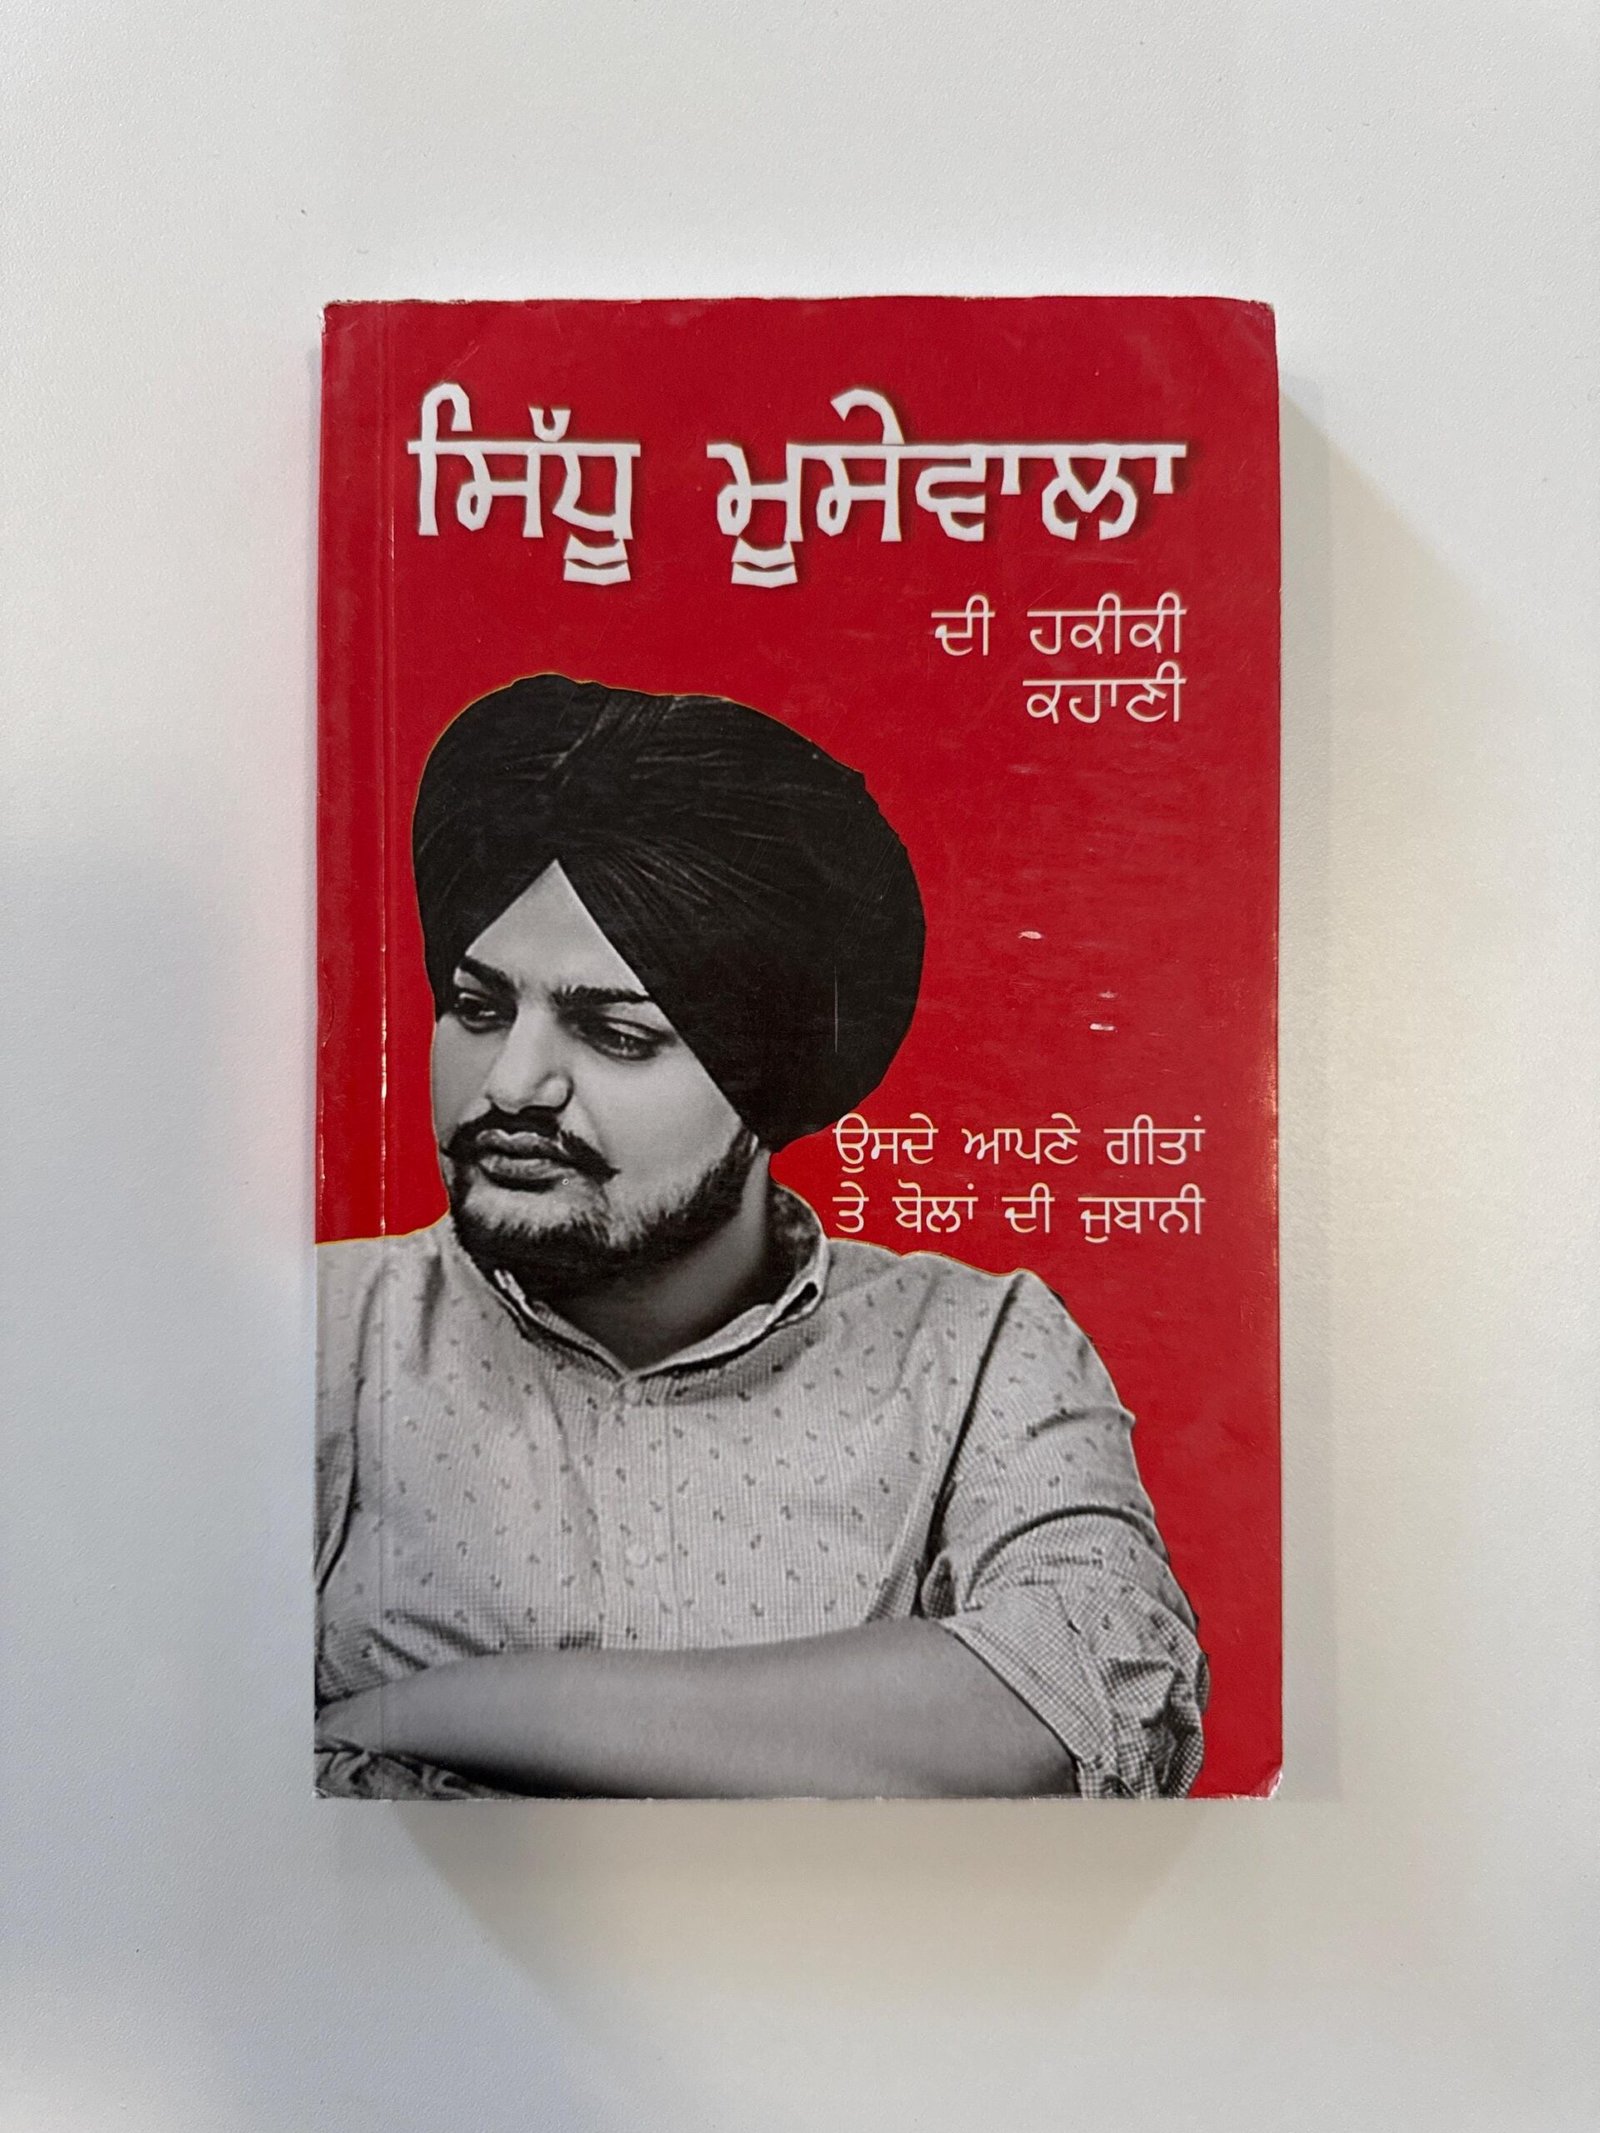 ਸਿੱਧੂ ਮੂਸੇਵਾਲਾ
ਦੀ ਹਕੀਕੀ
ਕਹਾਣੀ
ਉਸਦੇ ਆਪਣੇ ਗੀਤਾਂ
ਤੇ ਬੋਲਾਂ ਦੀ ਜੁਬਾਨੀ